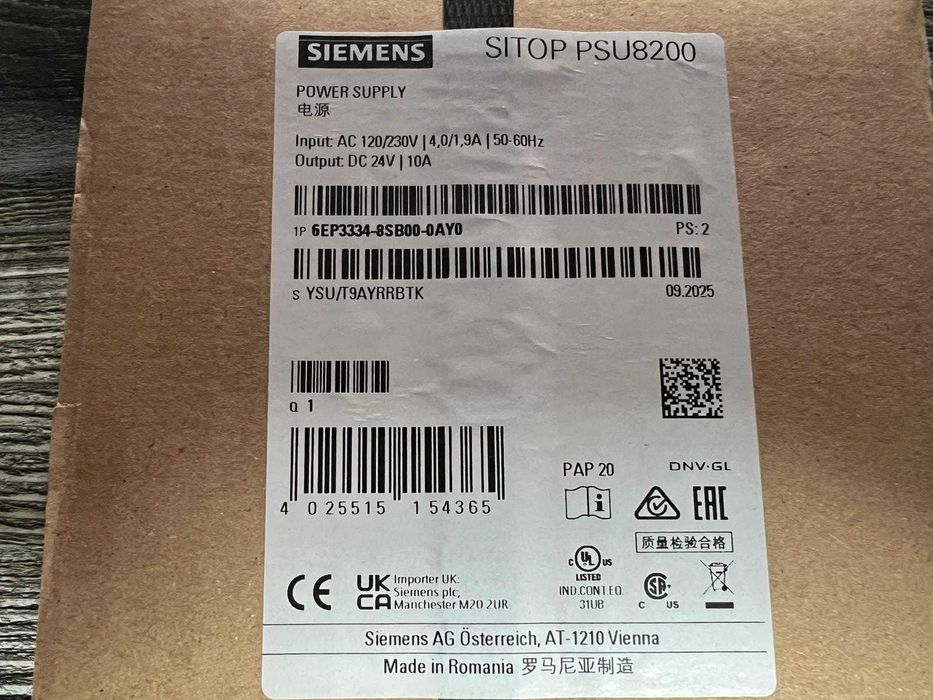 SIEMENS SITOP PSU8200
POWER SUPPLY
电源
Input: AC 120/230V | 4,0/1,9A | 50-60Hz
Output: DC 24V | 10A
1P 6EP3334-8SB00-0AY0 PS: 2
S YSU/T9AYRRBTK 09.2025
Q 1
4 025515 154365
PAP 20 DNV·GL
i
EAC
质量检验合格
C UL US
LISTED
IND.CONT.EQ.
31UB
C SA US
CE
UK
CA
Importer UK:
Siemens plc,
Manchester M20 2UR
Siemens AG Österreich, AT-1210 Vienna
Made in Romania 罗马尼亚制造